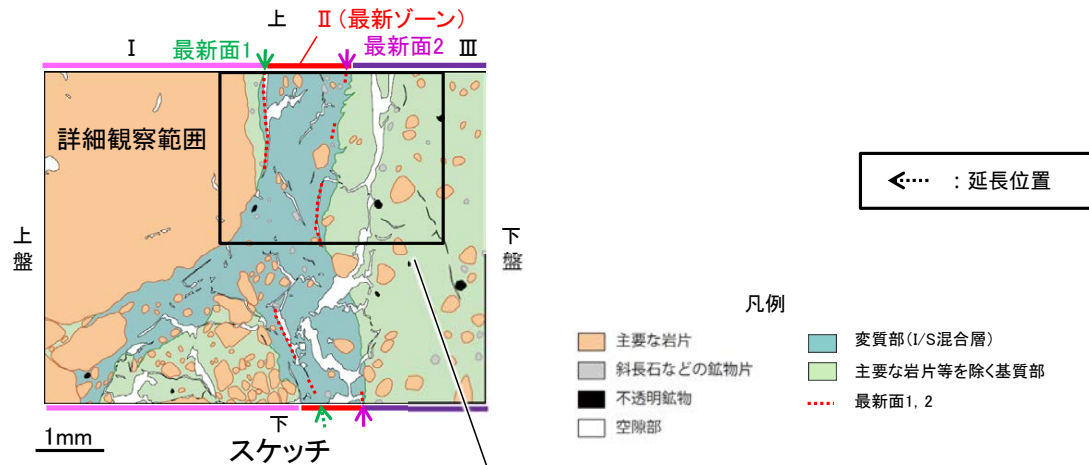 上 Ⅱ(最新ゾーン)
Ⅰ 最新面1 最新面2 Ⅲ
詳細観察範囲
上盤
下盤
下
1mm
スケッチ
:延長位置
凡例
主要な岩片
斜長石などの鉱物片
不透明鉱物
空隙部
変質部(I/S混合層)
主要な岩片等を除く基質部
最新面1, 2